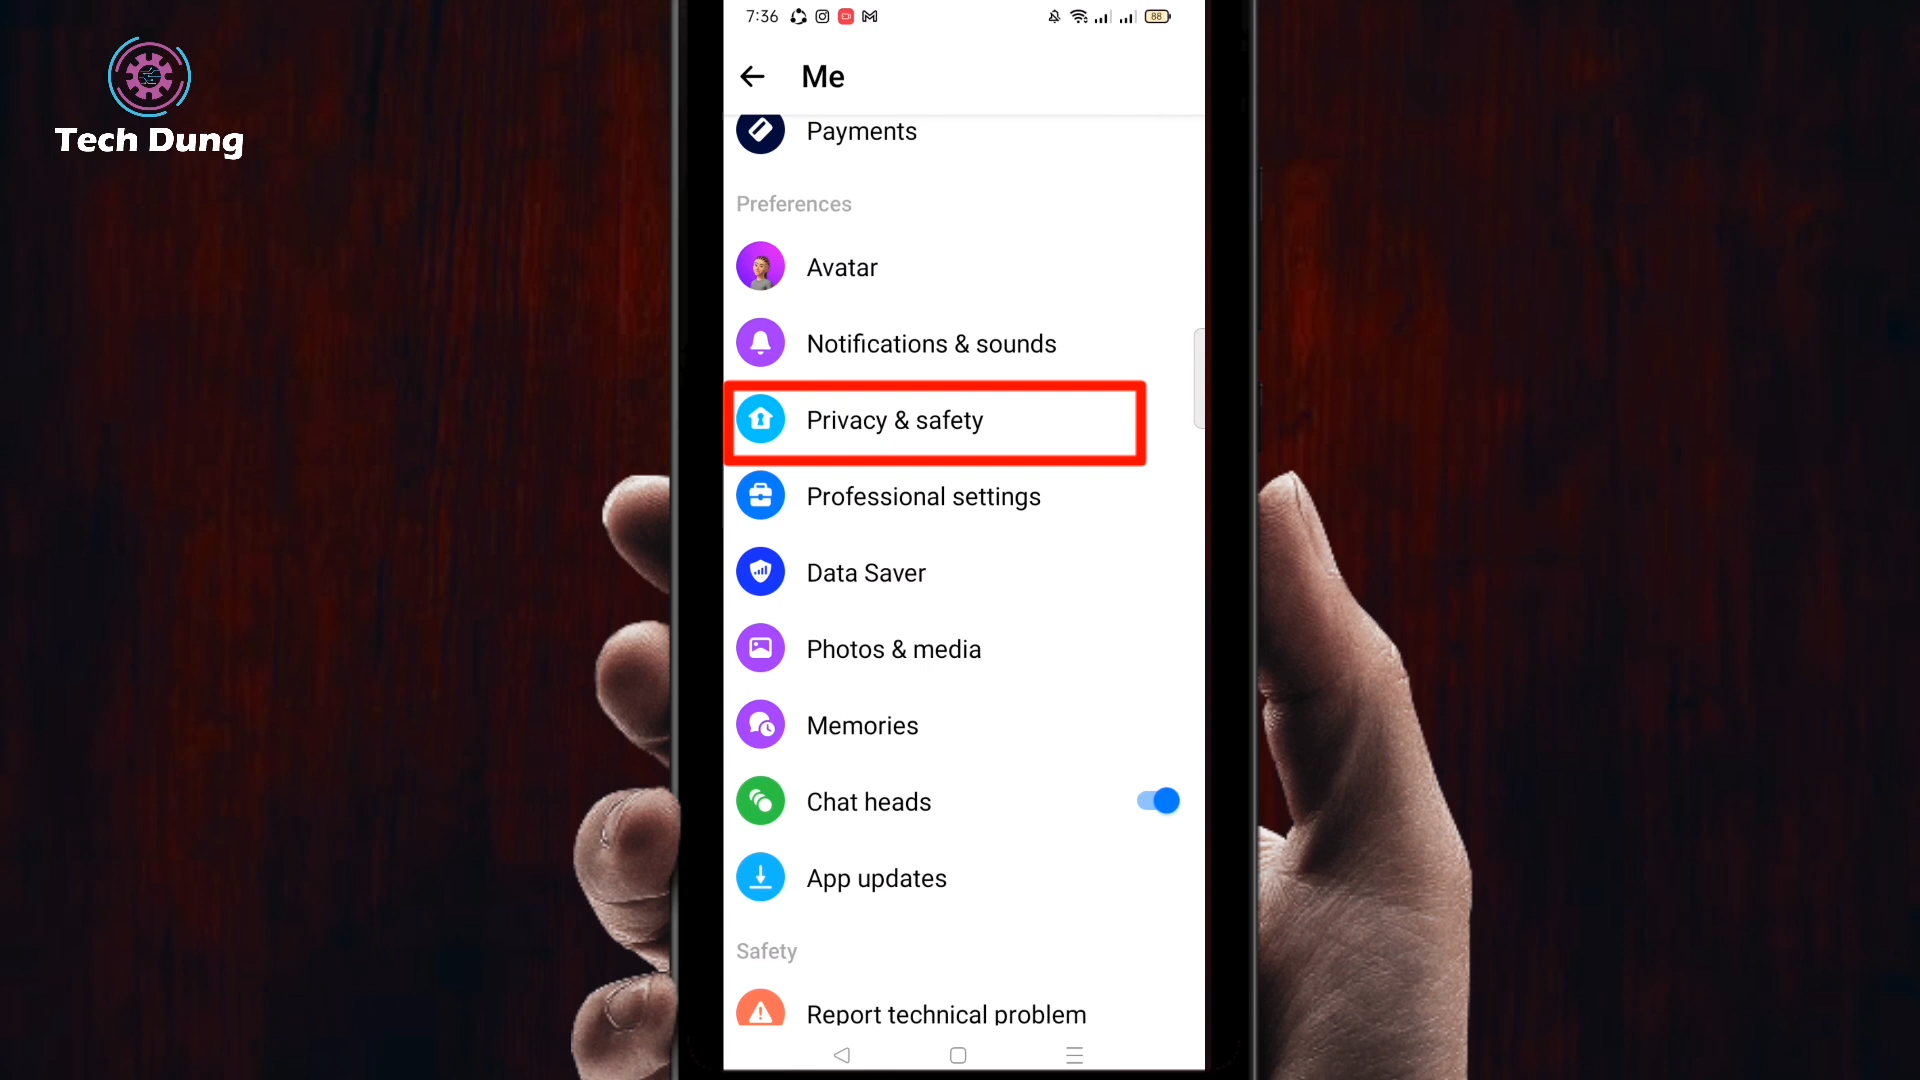 7:36
88
Tech Dung
Me
Payments
Preferences
Avatar
Notifications & sounds
Privacy & safety
Professional settings
Data Saver
Photos & media
Memories
Chat heads
App updates
Safety
Report technical problem